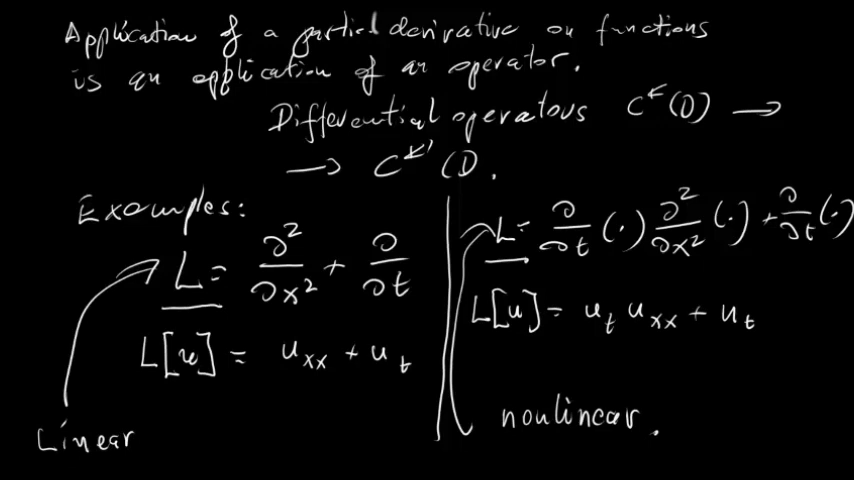 Application of a partial derivative on functions
is an application of an operator.
Differential operators C^k(D) →
→ C^k'(D.
Examples:
L = ∂²/∂x² + ∂/∂t
L[u] = u_xx + u_t
Linear
L = ∂/∂t (·) ∂²/∂x² (·) + ∂/∂t (·)
L[u] = u_t u_xx + u_t
nonlinear.